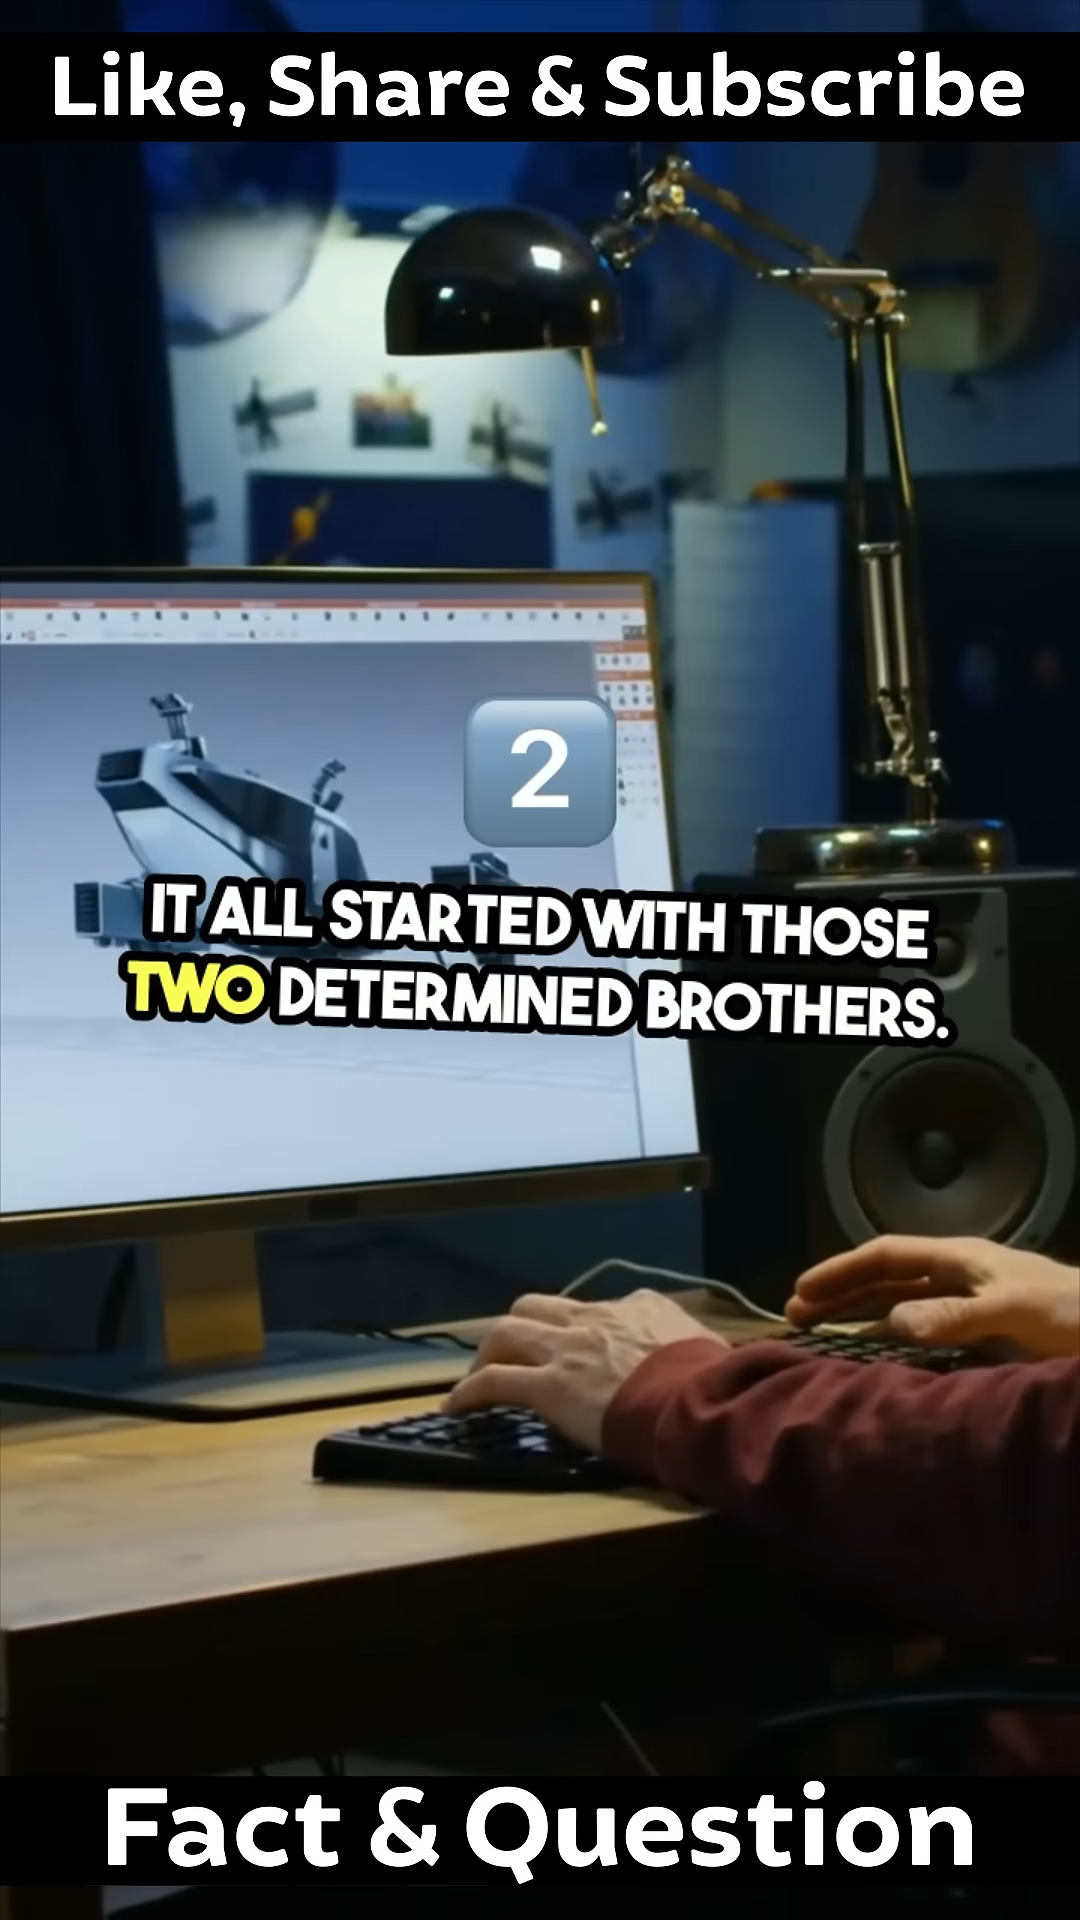 Like, Share & Subscribe
2
IT ALL STARTED WITH THOSE
TWO DETERMINED BROTHERS.
Fact & Question